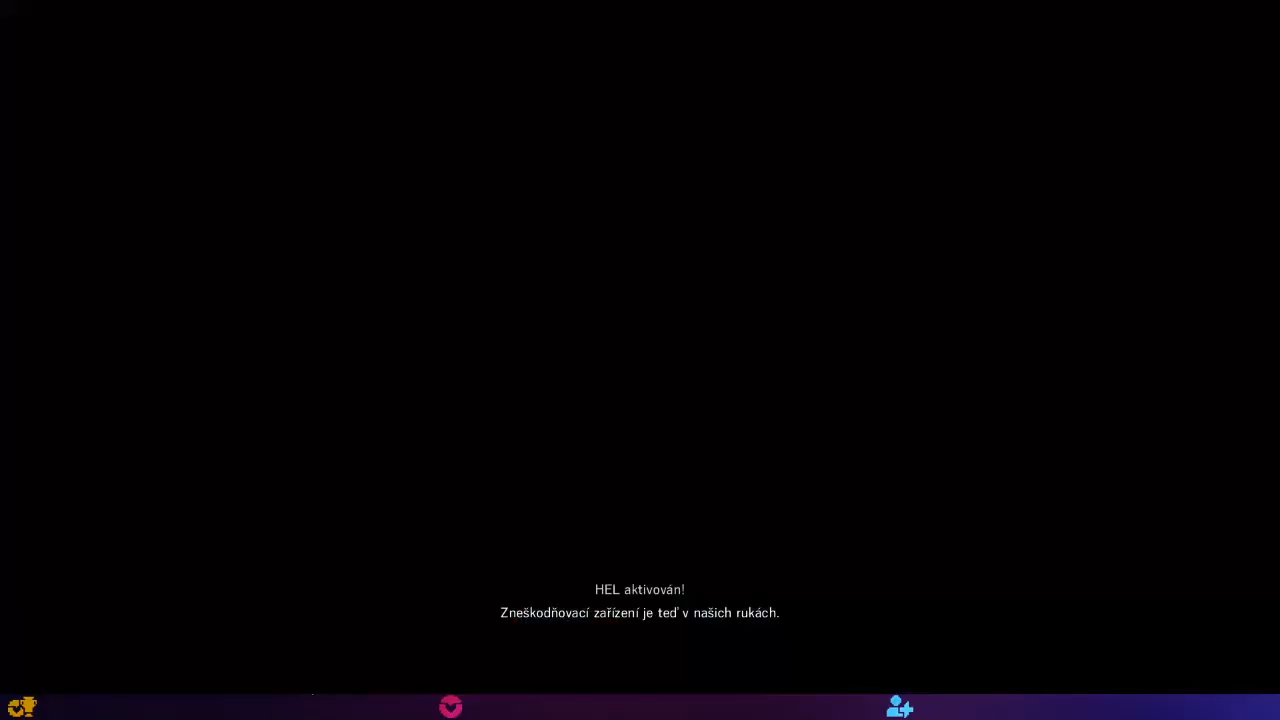 HEL aktivován!
Zneškodňovací zařízení je teď v našich rukách.